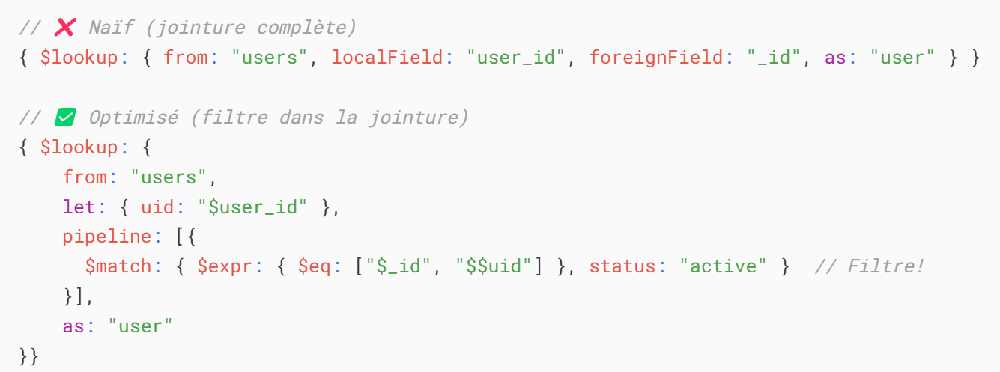 // ❌ Naïf (jointure complète)
{ $lookup: { from: "users", localField: "user_id", foreignField: "_id", as: "user" } }
// ✅ Optimisé (filtre dans la jointure)
{ $lookup: {
from: "users",
let: { uid: "$user_id" },
pipeline: [{
$match: { $expr: { $eq: ["$_id", "$$uid"] }, status: "active" }  // Filtre!
}],
as: "user"
}}